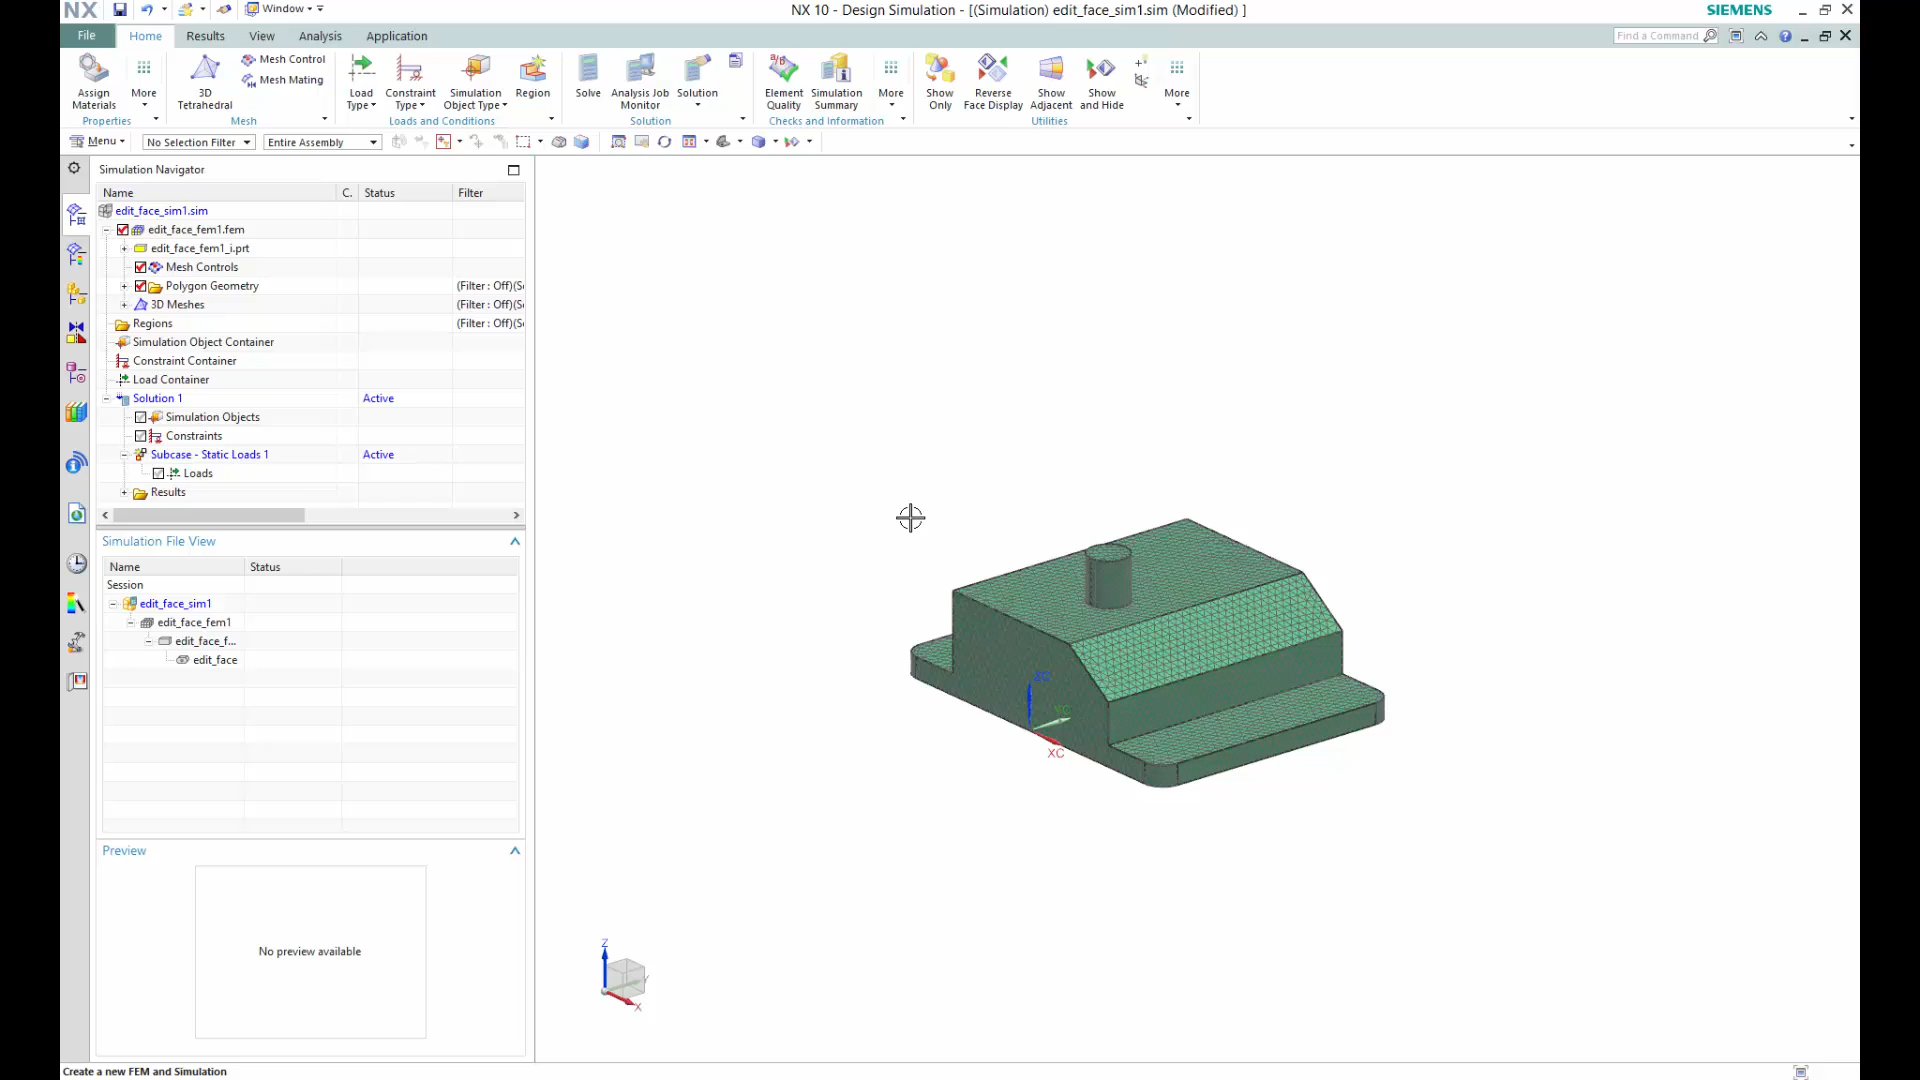 NX Window NX 10 - Design Simulation - [(Simulation) edit_face_sim1.sim (Modified) ] SIEMENS
File Home Results View Analysis Application Find a Command
Assign Materials More 3D Tetrahedral Mesh Control Mesh Mating Load Type Constraint Type Simulation Object Type Region Solve Analysis Job Monitor Solution Element Quality Simulation Summary More Show Only Reverse Face Display Show Adjacent Show and Hide More
Properties Mesh Loads and Conditions Solution Checks and Information Utilities
Menu No Selection Filter Entire Assembly
Simulation Navigator
Name C. Status Filter
edit_face_sim1.sim
edit_face_fem1.fem
edit_face_fem1_i.prt
Mesh Controls
Polygon Geometry (Filter : Off)(S
3D Meshes (Filter : Off)(S
Regions (Filter : Off)(S
Simulation Object Container
Constraint Container
Load Container
Solution 1 Active
Simulation Objects
Constraints
Subcase - Static Loads 1 Active
Loads
Results
Simulation File View
Name Status
Session
edit_face_sim1
edit_face_fem1
edit_face_f...
edit_face
Preview
No preview available
ZC
YC
XC
Z
X
Create a new FEM and Simulation